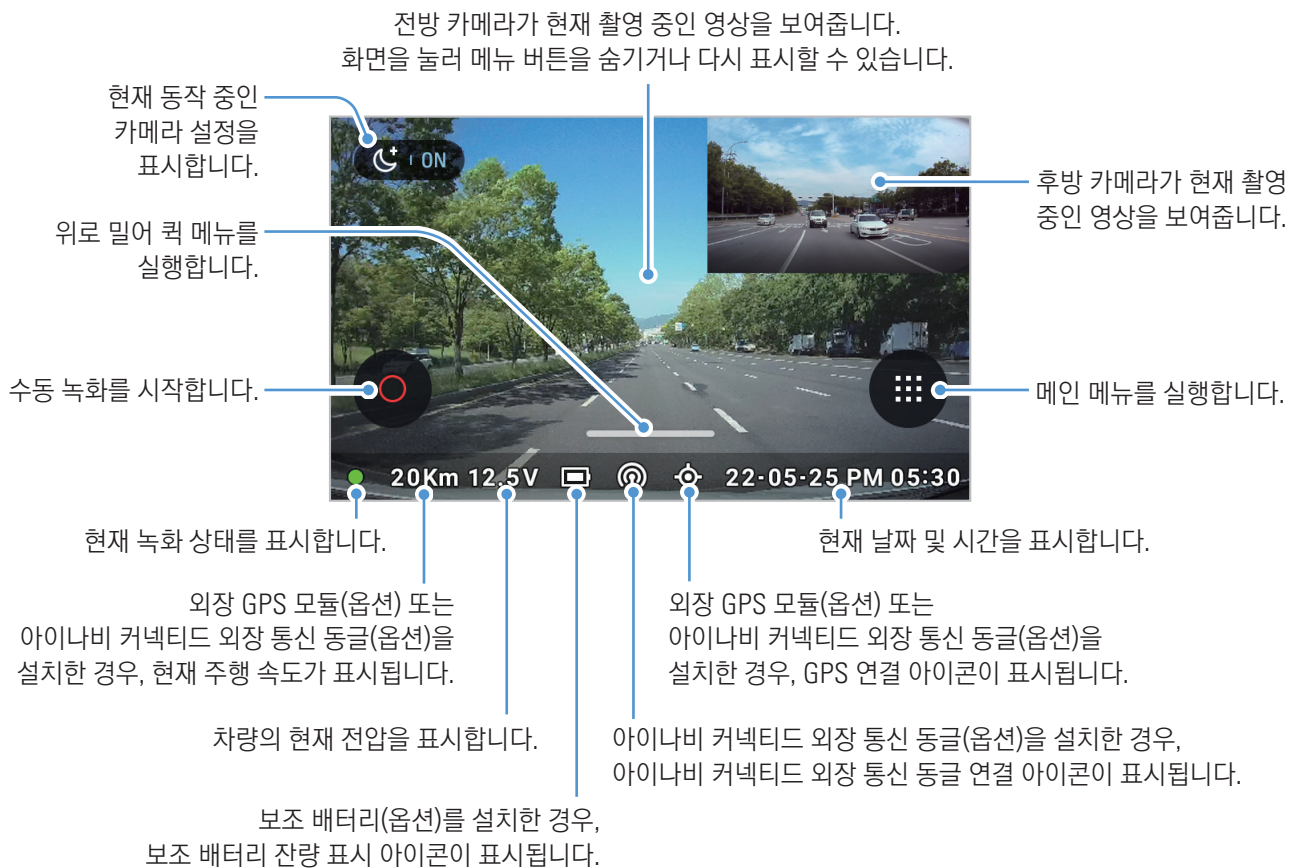 전방 카메라가 현재 촬영 중인 영상을 보여줍니다.
화면을 눌러 메뉴 버튼을 숨기거나 다시 표시할 수 있습니다.
현재 동작 중인
카메라 설정을
표시합니다.
ON
후방 카메라가 현재 촬영
중인 영상을 보여줍니다.
위로 밀어 퀵 메뉴를
실행합니다.
수동 녹화를 시작합니다.
메인 메뉴를 실행합니다.
20Km 12.5V 22-05-25 PM 05:30
현재 녹화 상태를 표시합니다.
현재 날짜 및 시간을 표시합니다.
외장 GPS 모듈(옵션) 또는
아이나비 커넥티드 외장 통신 동글(옵션)을
설치한 경우, 현재 주행 속도가 표시됩니다.
외장 GPS 모듈(옵션) 또는
아이나비 커넥티드 외장 통신 동글(옵션)을
설치한 경우, GPS 연결 아이콘이 표시됩니다.
차량의 현재 전압을 표시합니다.
아이나비 커넥티드 외장 통신 동글(옵션)을 설치한 경우,
아이나비 커넥티드 외장 통신 동글 연결 아이콘이 표시됩니다.
보조 배터리(옵션)를 설치한 경우,
보조 배터리 잔량 표시 아이콘이 표시됩니다.